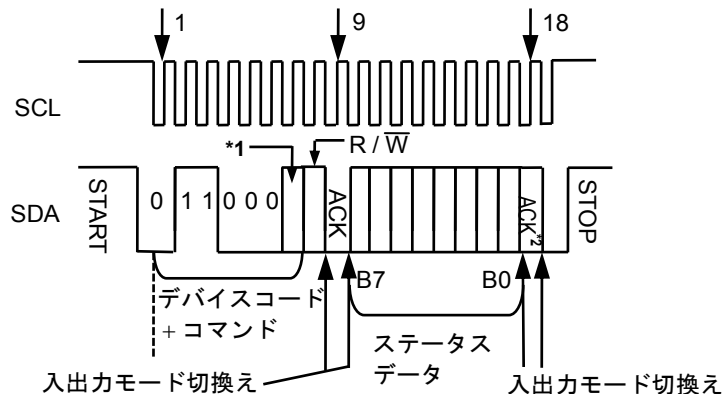 1 9 18
SCL
*1 R / W̅
SDA START 0 1 1 0 0 0 ACK ACK*2 STOP
B7 B0
デバイスコード
+ コマンド
ステータス
データ
入出力モード切換え 入出力モード切換え